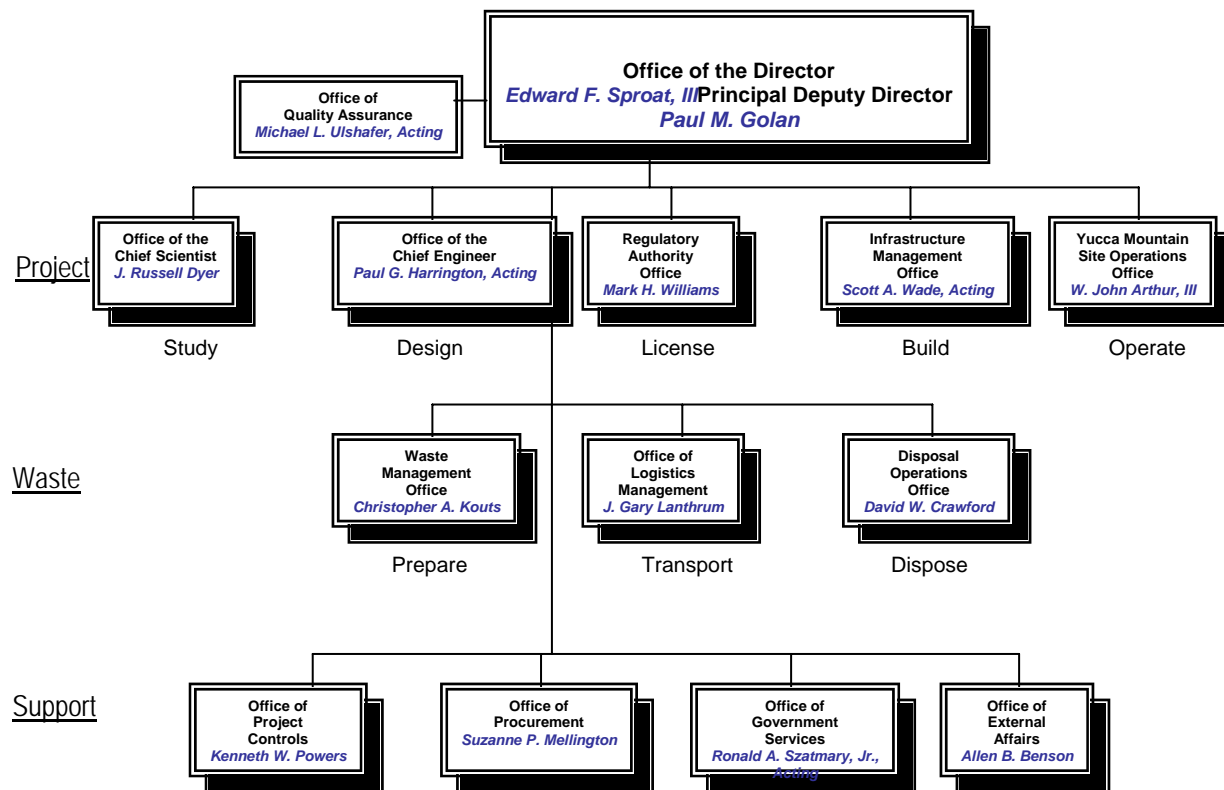 Office of the Director
Edward F. Sproat, IIIPrincipal Deputy Director
Paul M. Golan
Office of
Quality Assurance
Michael L. Ulshafer, Acting
Project
Office of the
Chief Scientist
J. Russell Dyer
Office of the
Chief Engineer
Paul G. Harrington, Acting
Regulatory
Authority
Office
Mark H. Williams
Infrastructure
Management
Office
Scott A. Wade, Acting
Yucca Mountain
Site Operations
Office
W. John Arthur, III
Study
Design
License
Build
Operate
Waste
Waste
Management
Office
Christopher A. Kouts
Office of
Logistics
Management
J. Gary Lanthrum
Disposal
Operations
Office
David W. Crawford
Prepare
Transport
Dispose
Support
Office of
Project
Controls
Kenneth W. Powers
Office of
Procurement
Suzanne P. Mellington
Office of
Government
Services
Ronald A. Szatmary, Jr.,
Acting
Office of
External
Affairs
Allen B. Benson